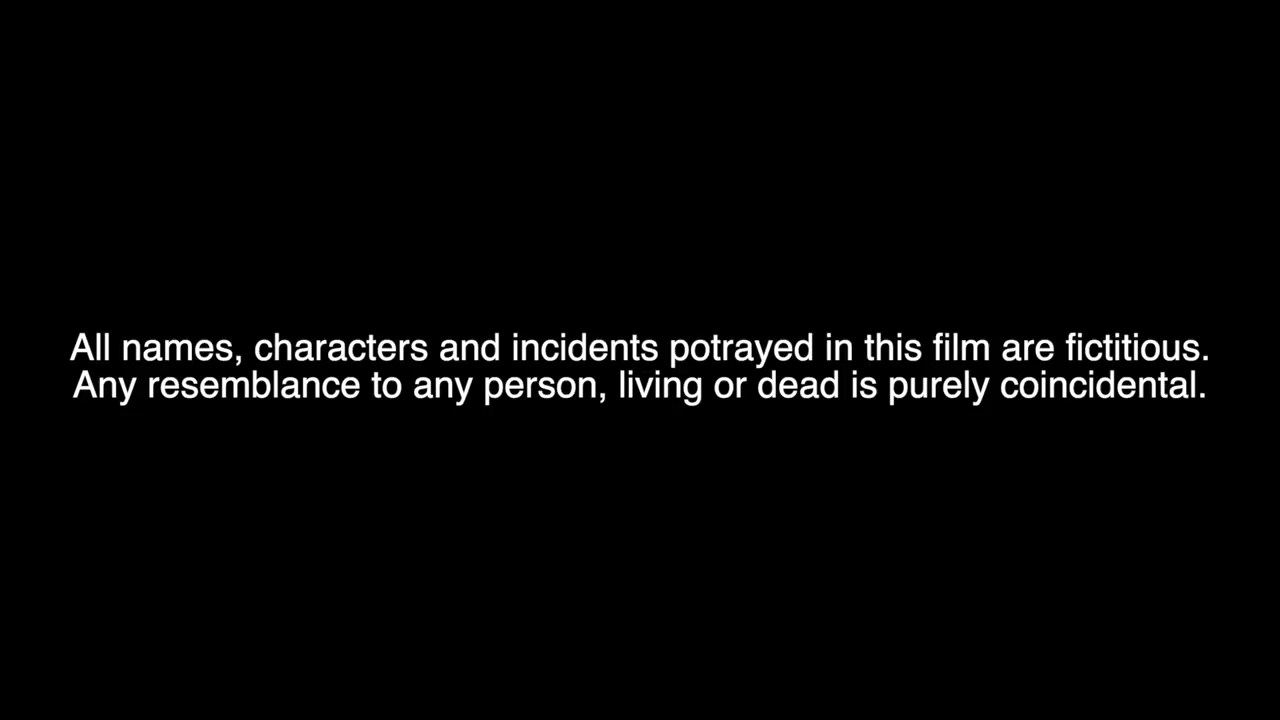 All names, characters and incidents potrayed in this film are fictitious.
Any resemblance to any person, living or dead is purely coincidental.